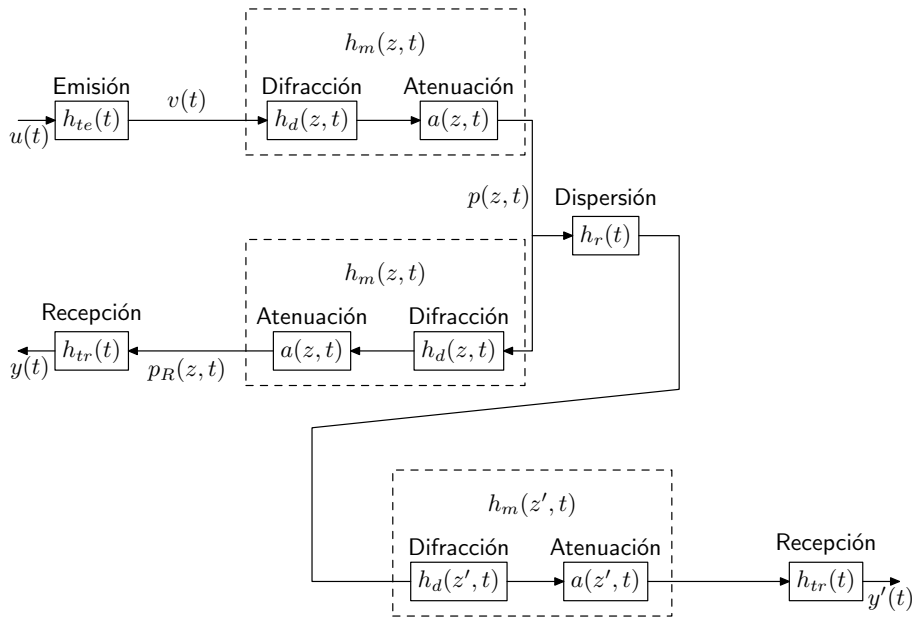 h_m(z, t)
Emisión
v(t)
Difracción
Atenuación
u(t)
h_te(t)
h_d(z, t)
a(z, t)
p(z, t)
Dispersión
h_r(t)
h_m(z, t)
Recepción
Atenuación
Difracción
y(t)
h_tr(t)
p_R(z, t)
a(z, t)
h_d(z, t)
h_m(z′, t)
Difracción
Atenuación
Recepción
h_d(z′, t)
a(z′, t)
h_tr(t)
y′(t)